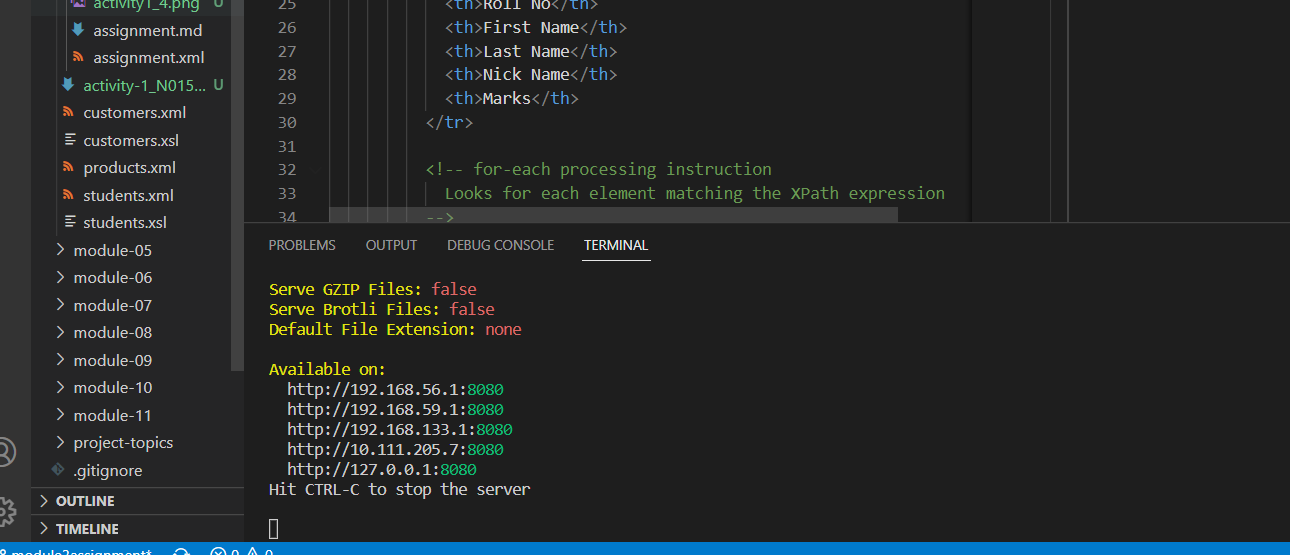 activity1_4.png U
assignment.md
assignment.xml
activity-1_N015... U
customers.xml
customers.xsl
products.xml
students.xml
students.xsl
module-05
module-06
module-07
module-08
module-09
module-10
module-11
project-topics
.gitignore
OUTLINE
TIMELINE
25 <th>Roll No</th>
26 <th>First Name</th>
27 <th>Last Name</th>
28 <th>Nick Name</th>
29 <th>Marks</th>
30 </tr>
31
32 <!-- for-each processing instruction
33 Looks for each element matching the XPath expression
34 -->
PROBLEMS OUTPUT DEBUG CONSOLE TERMINAL
Serve GZIP Files: false
Serve Brotli Files: false
Default File Extension: none
Available on:
http://192.168.56.1:8080
http://192.168.59.1:8080
http://192.168.133.1:8080
http://10.111.205.7:8080
http://127.0.0.1:8080
Hit CTRL-C to stop the server
module2assignment* 0 0